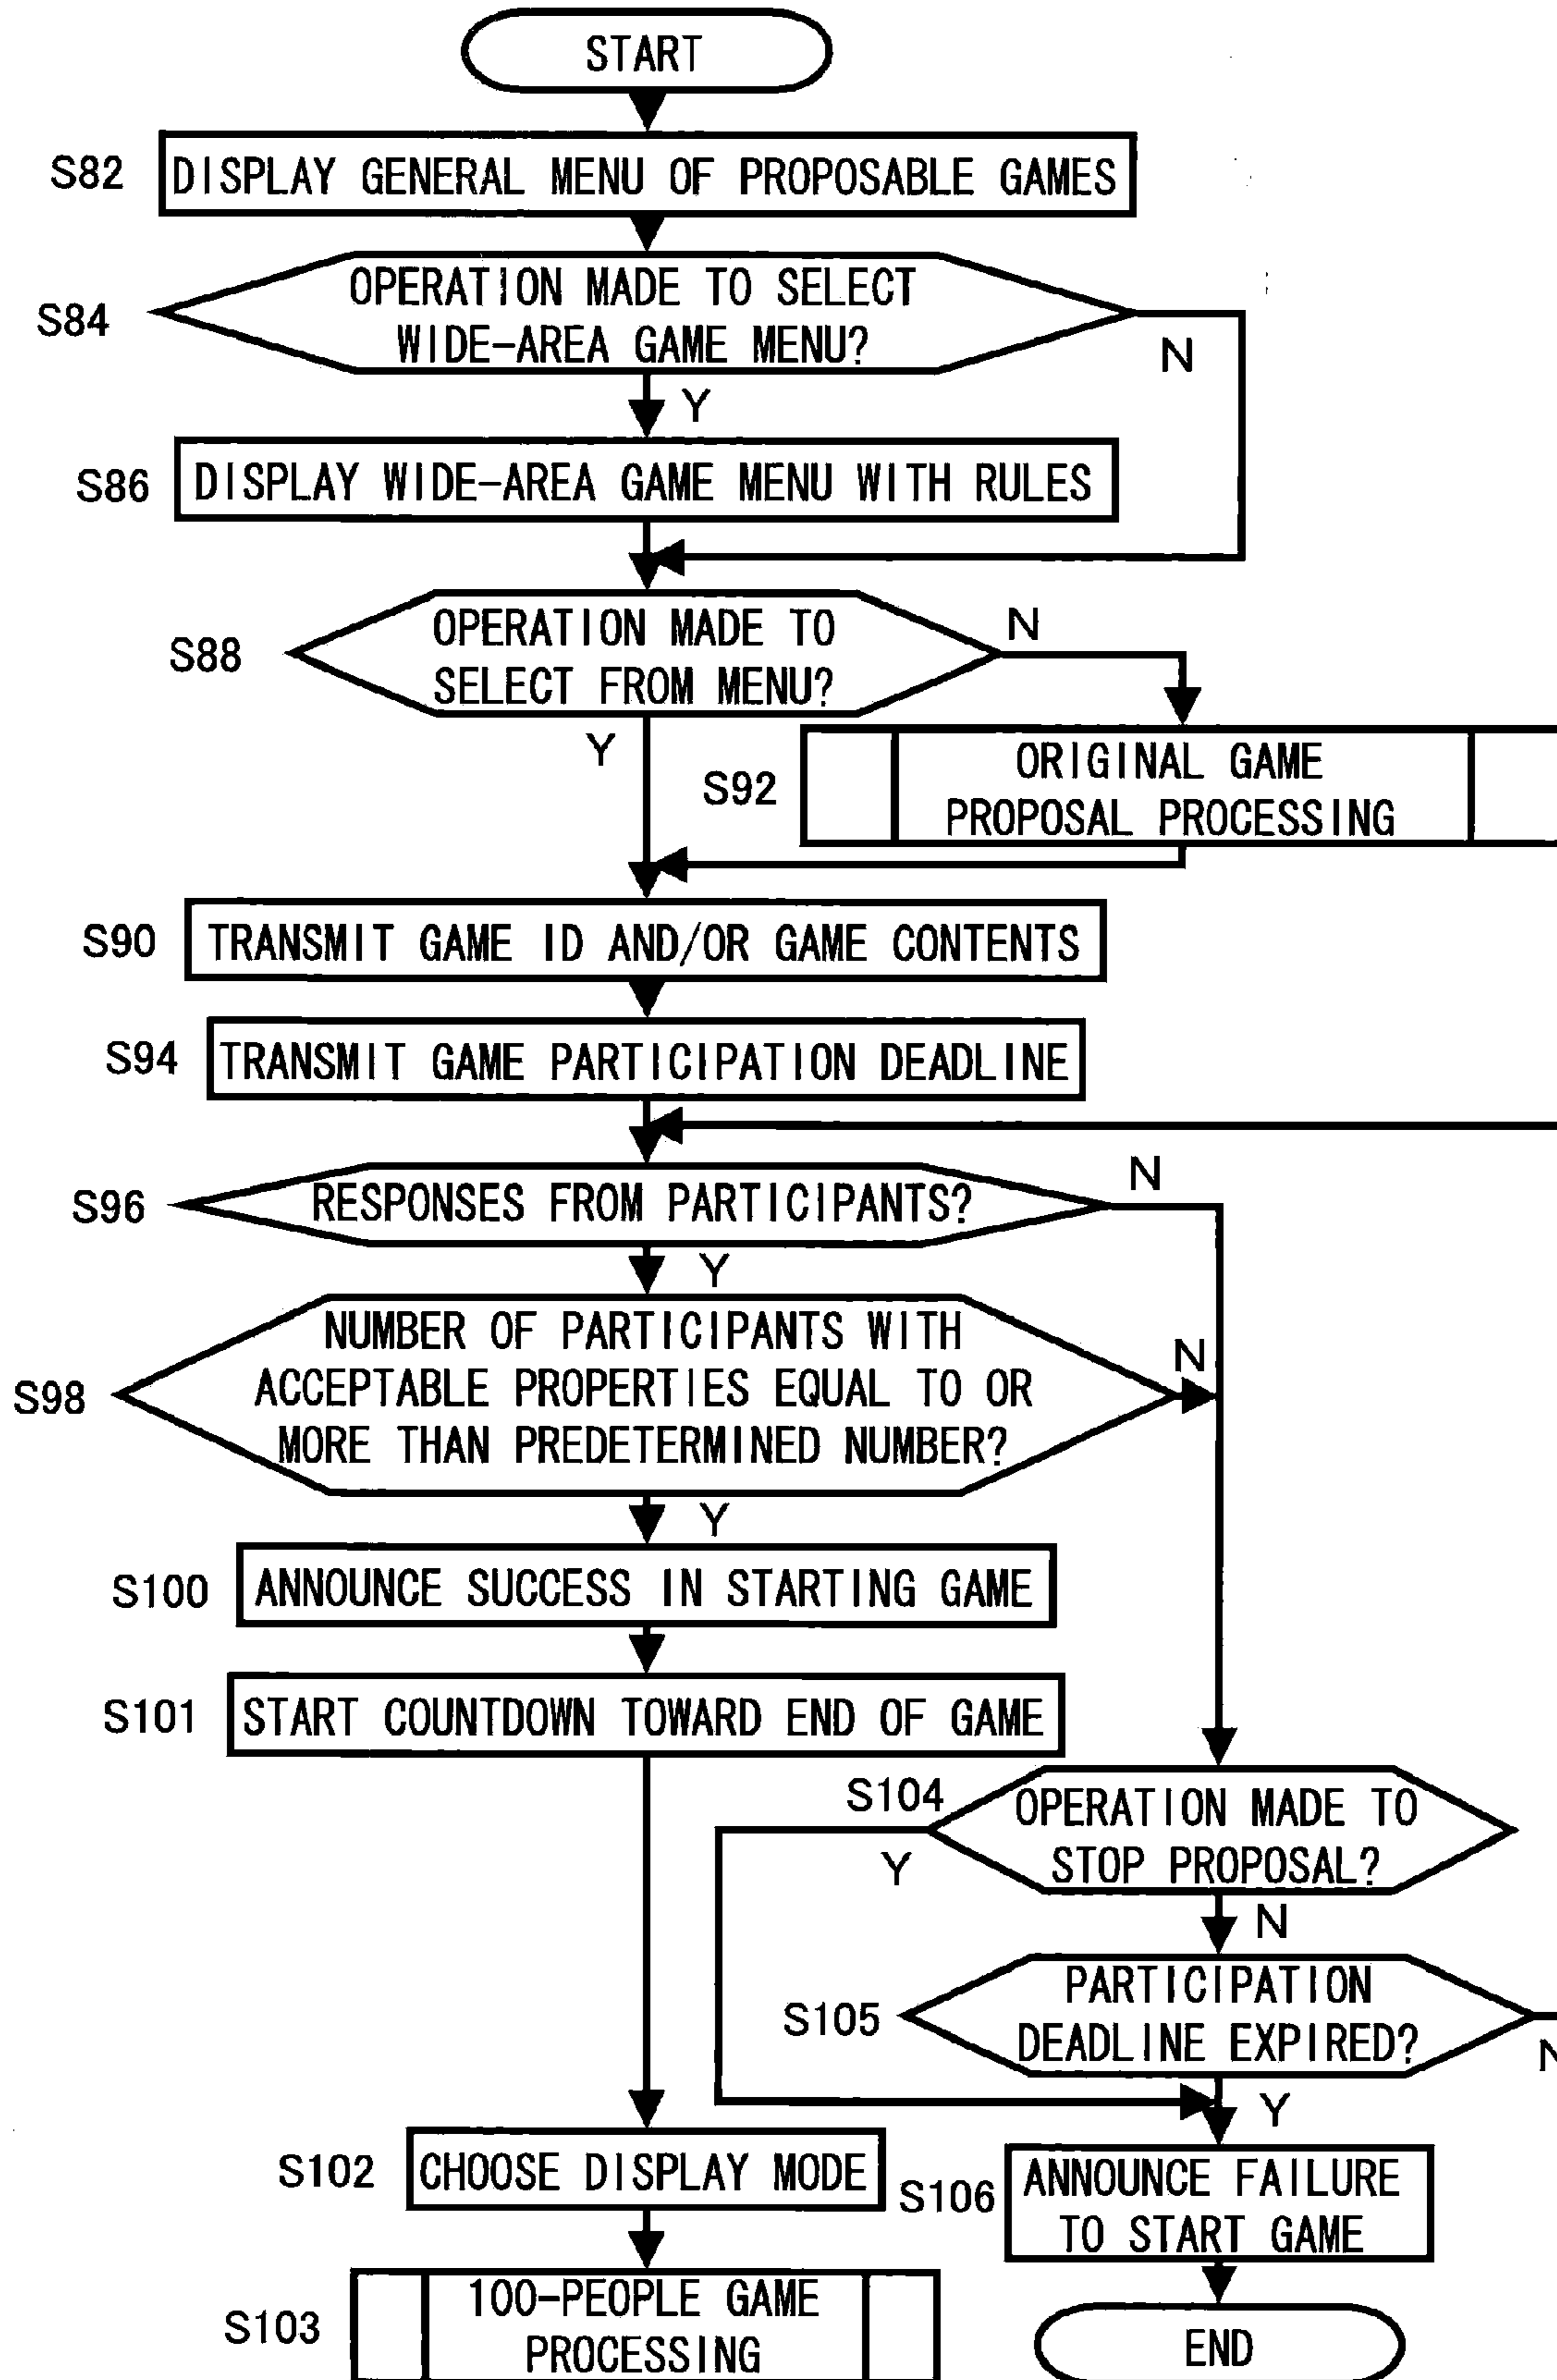 START
S82
DISPLAY GENERAL MENU OF PROPOSABLE GAMES
S84
OPERATION MADE TO SELECT
WIDE-AREA GAME MENU?
N
Y
S86
DISPLAY WIDE-AREA GAME MENU WITH RULES
S88
OPERATION MADE TO
SELECT FROM MENU?
N
Y
S92
ORIGINAL GAME
PROPOSAL PROCESSING
S90
TRANSMIT GAME ID AND/OR GAME CONTENTS
S94
TRANSMIT GAME PARTICIPATION DEADLINE
S96
RESPONSES FROM PARTICIPANTS?
N
Y
S98
NUMBER OF PARTICIPANTS WITH
ACCEPTABLE PROPERTIES EQUAL TO OR
MORE THAN PREDETERMINED NUMBER?
N
Y
S100
ANNOUNCE SUCCESS IN STARTING GAME
S101
START COUNTDOWN TOWARD END OF GAME
S104
OPERATION MADE TO
STOP PROPOSAL?
Y
N
S105
PARTICIPATION
DEADLINE EXPIRED?
N
Y
S102
CHOOSE DISPLAY MODE
S106
ANNOUNCE FAILURE
TO START GAME
S103
100-PEOPLE GAME
PROCESSING
END